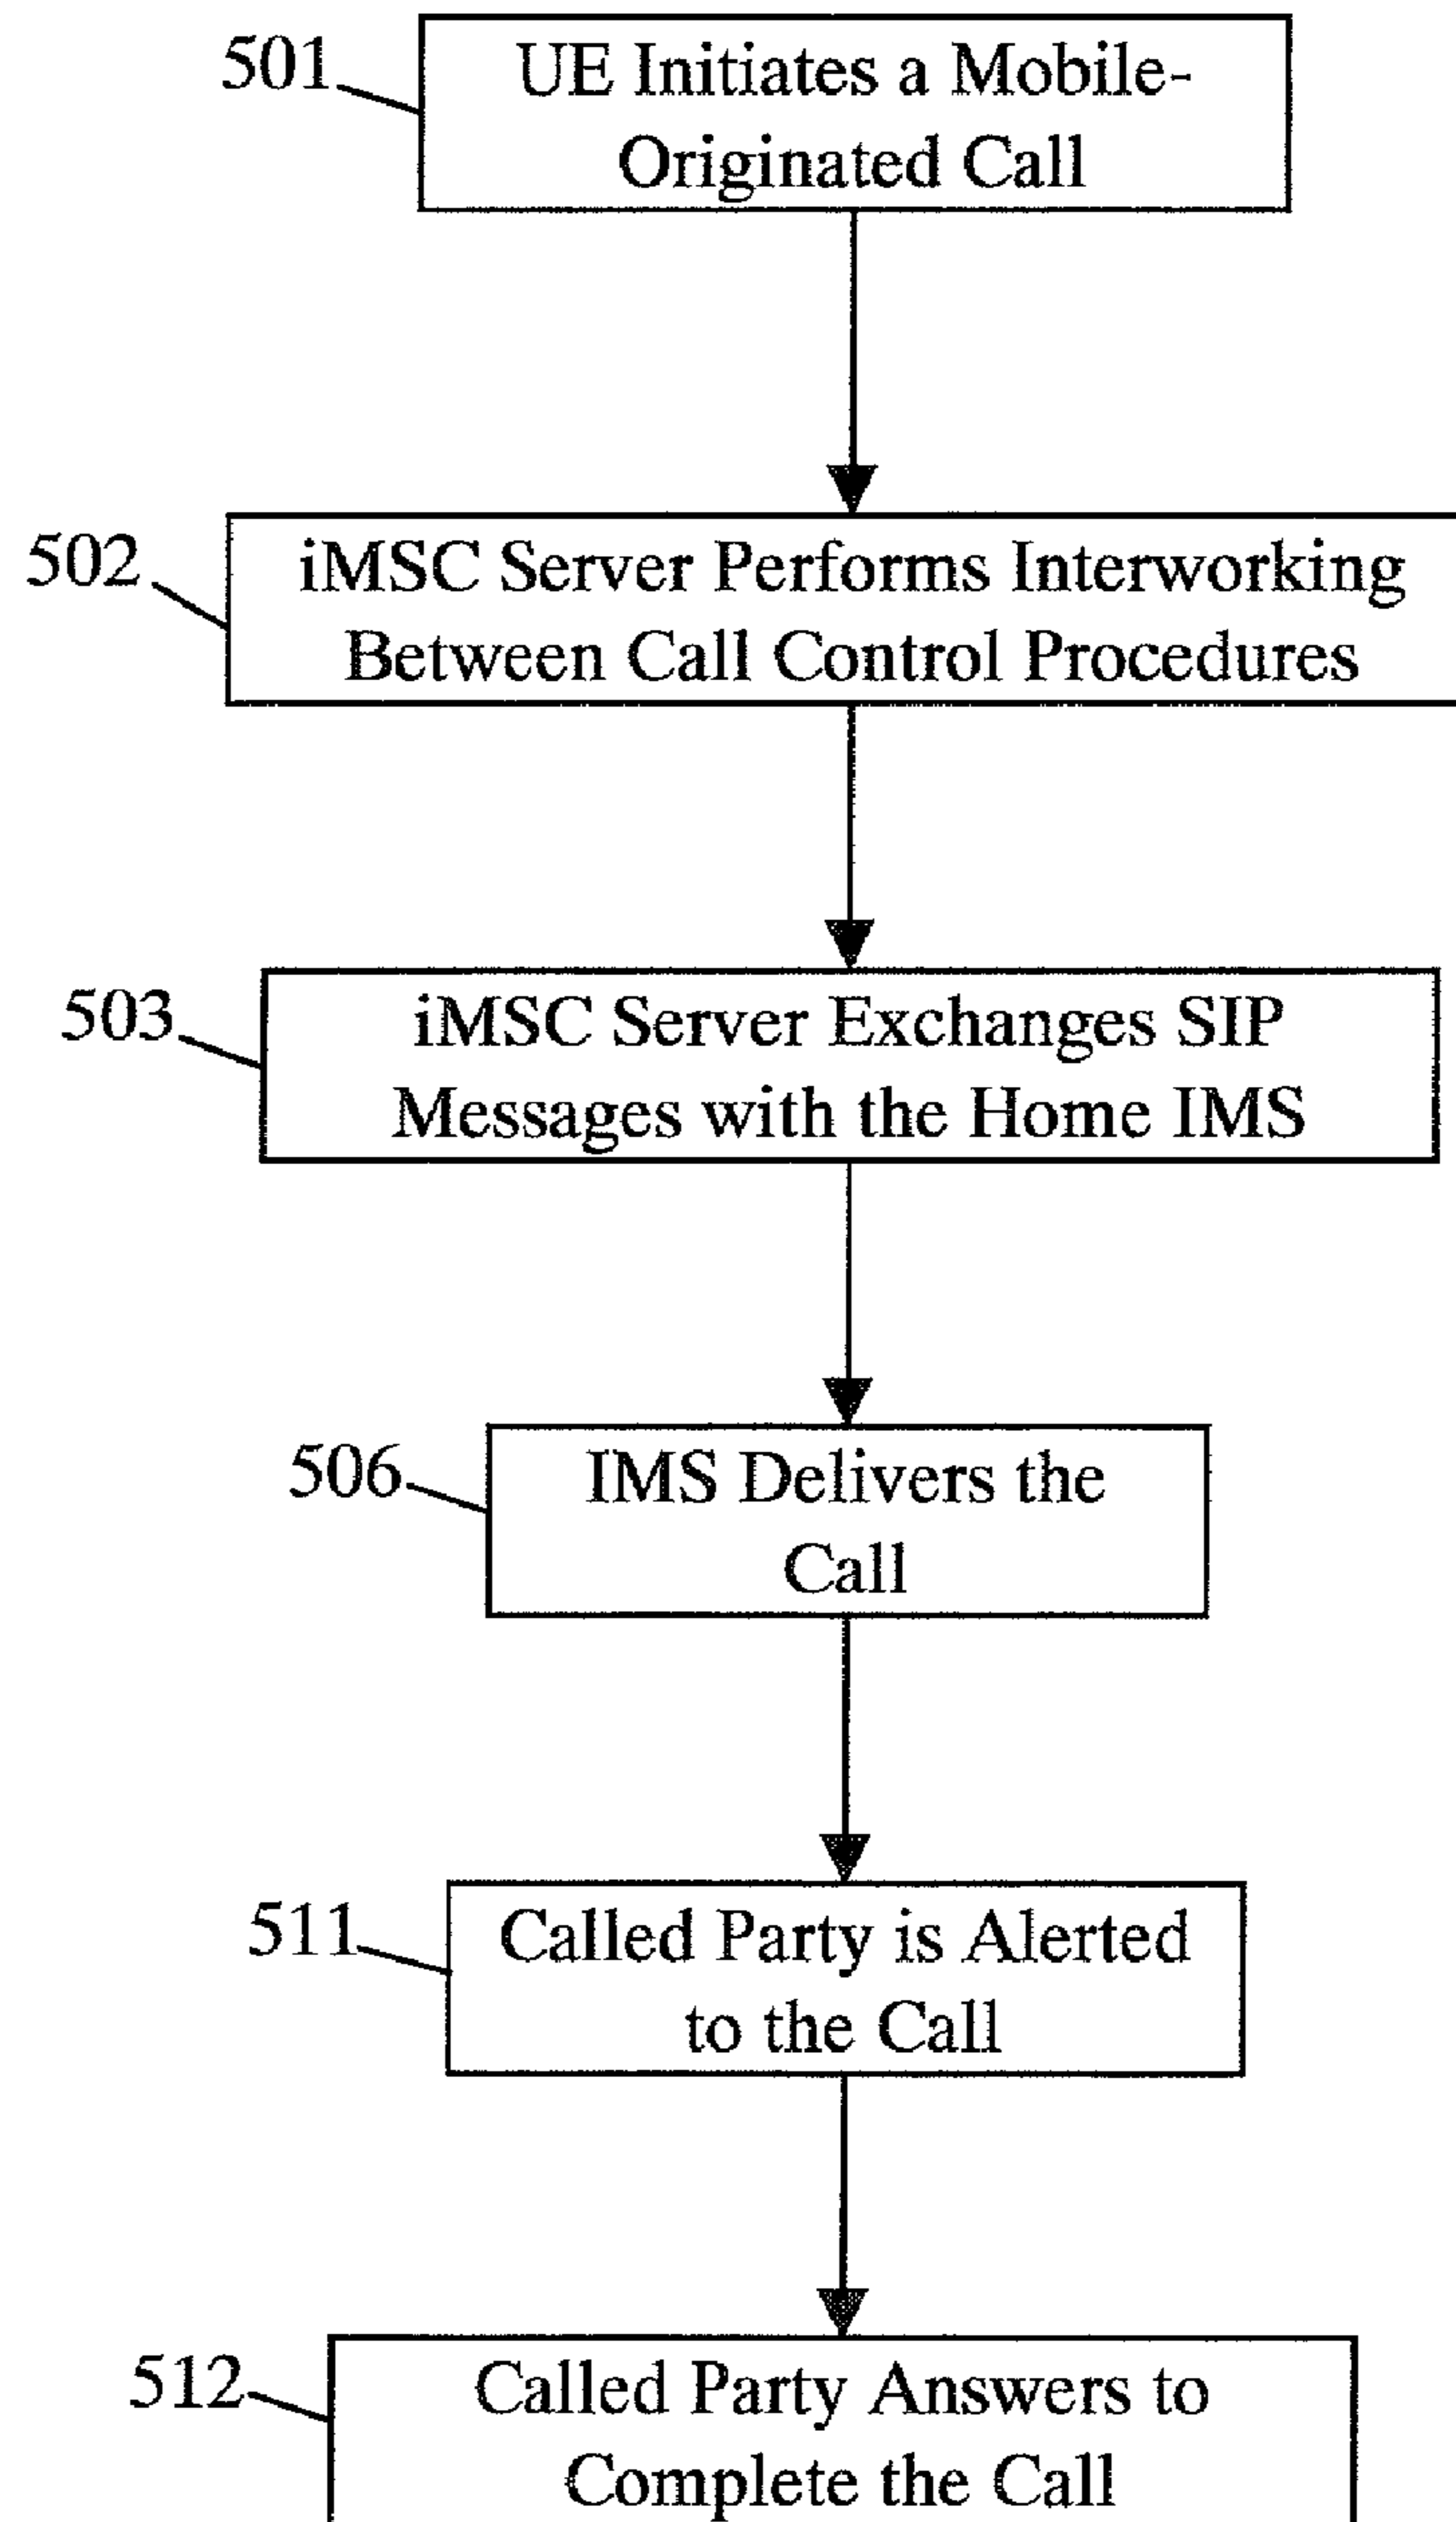 501
UE Initiates a Mobile-
Originated Call
502
iMSC Server Performs Interworking
Between Call Control Procedures
503
iMSC Server Exchanges SIP
Messages with the Home IMS
506
IMS Delivers the
Call
511
Called Party is Alerted
to the Call
512
Called Party Answers to
Complete the Call